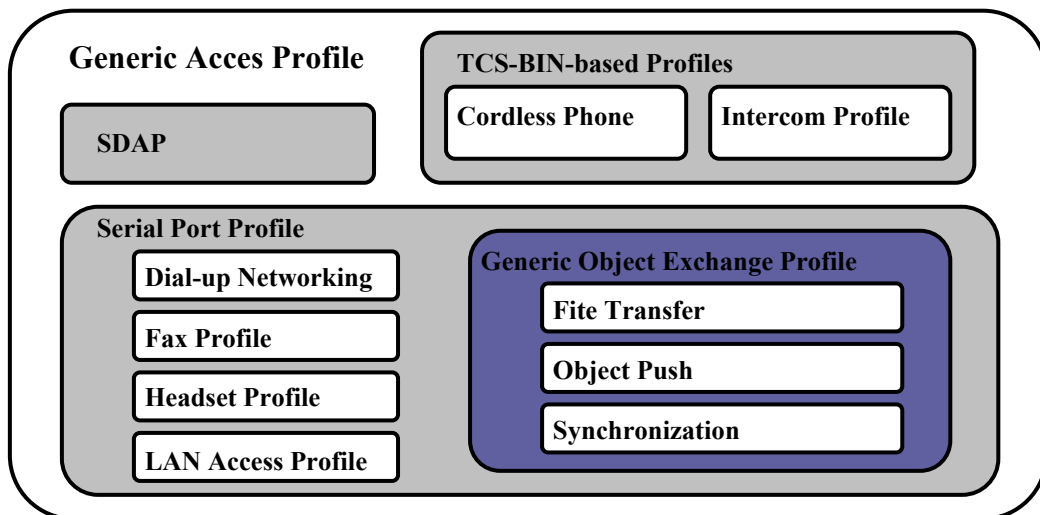 Generic Acces Profile
TCS-BIN-based Profiles
Cordless Phone
Intercom Profile
SDAP
Serial Port Profile
Dial-up Networking
Fax Profile
Headset Profile
LAN Access Profile
Generic Object Exchange Profile
Fite Transfer
Object Push
Synchronization